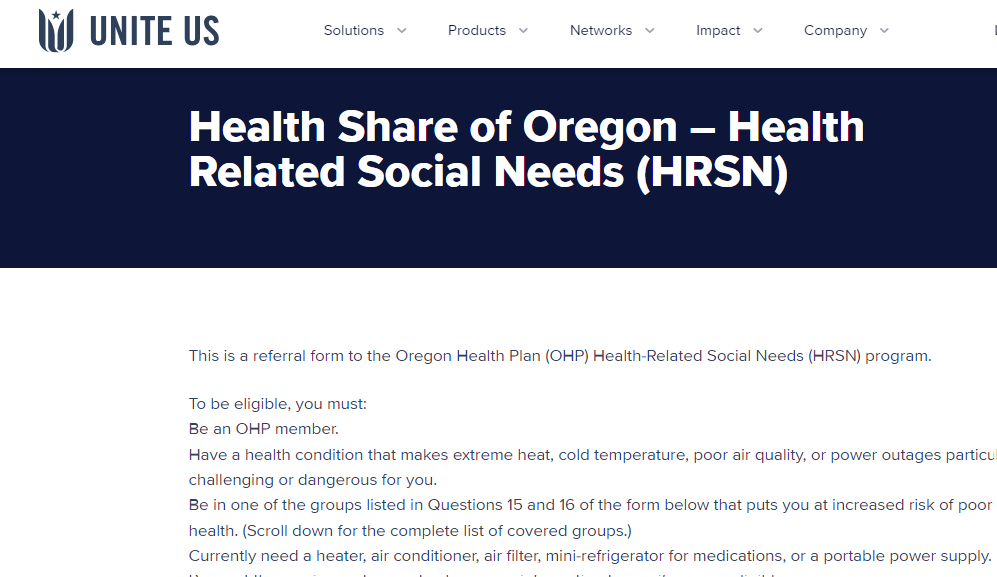 UNITE US
Solutions Products Networks Impact Company
Health Share of Oregon – Health
Related Social Needs (HRSN)
This is a referral form to the Oregon Health Plan (OHP) Health-Related Social Needs (HRSN) program.
To be eligible, you must:
Be an OHP member.
Have a health condition that makes extreme heat, cold temperature, poor air quality, or power outages
challenging or dangerous for you.
Be in one of the groups listed in Questions 15 and 16 of the form below that puts you at increased risk of poor
health. (Scroll down for the complete list of covered groups.)
Currently need a heater, air conditioner, air filter, mini-refrigerator for medications, or a portable power supply.